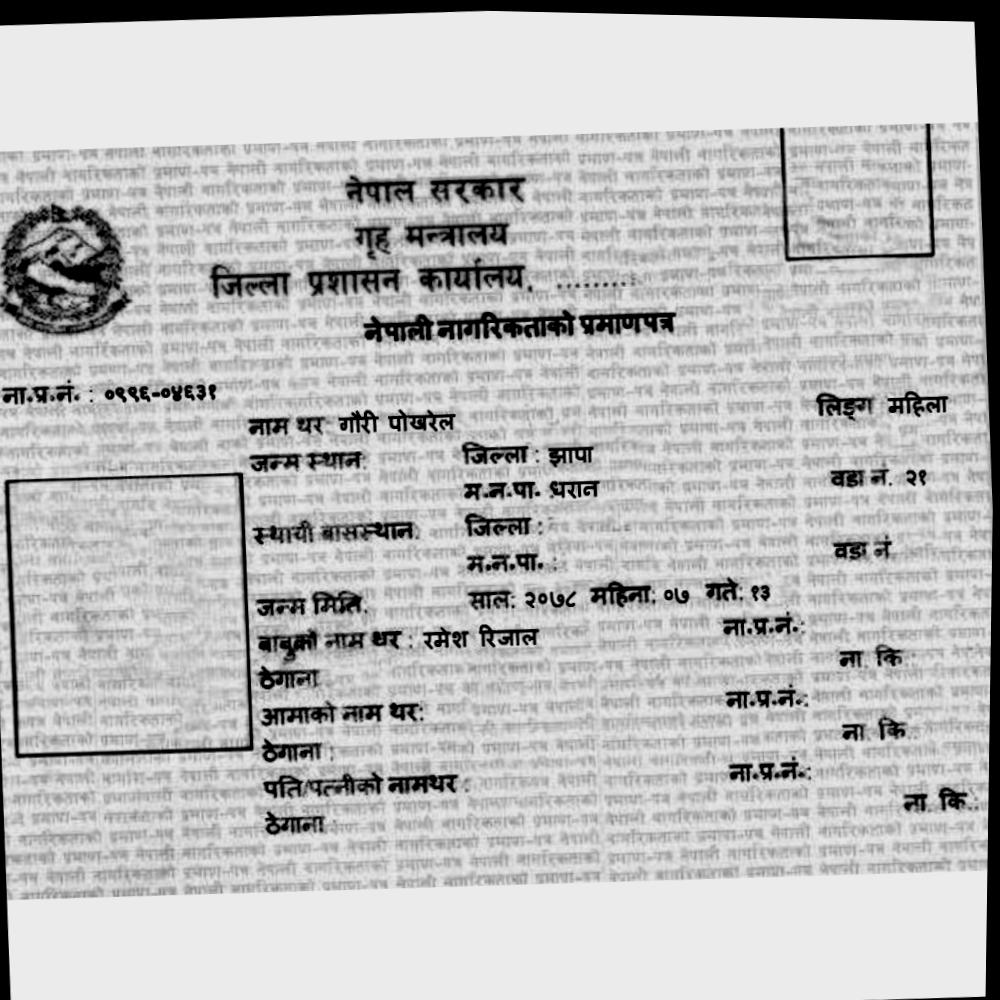 नेपाल सरकार
गृह मन्त्रालय
जिल्ला प्रशासन कार्यालय, .........
नेपाली नागरिकताको प्रमाणपत्र
ना.प्र.नं. : ०९९६-०४६३१
नाम थर: गौरी पोखरेल लिङ्ग महिला
जन्म स्थान: जिल्ला : झापा
म.न.पा. धरान वडा नं. २१
स्थायी बासस्थान: जिल्ला :
म.न.पा. : वडा नं
जन्म मिति: साल: २०७८ महिना: ०७ गते: १३
बाबुको नाम थर : रमेश रिजाल ना.प्र.नं.:
ठेगाना ना. कि.:
आमाको नाम थर: ना.प्र.नं.:
ठेगाना : ना. कि.:
पति/पत्नीको नामथर : ना.प्र.नं.:
ठेगाना ना. कि.: